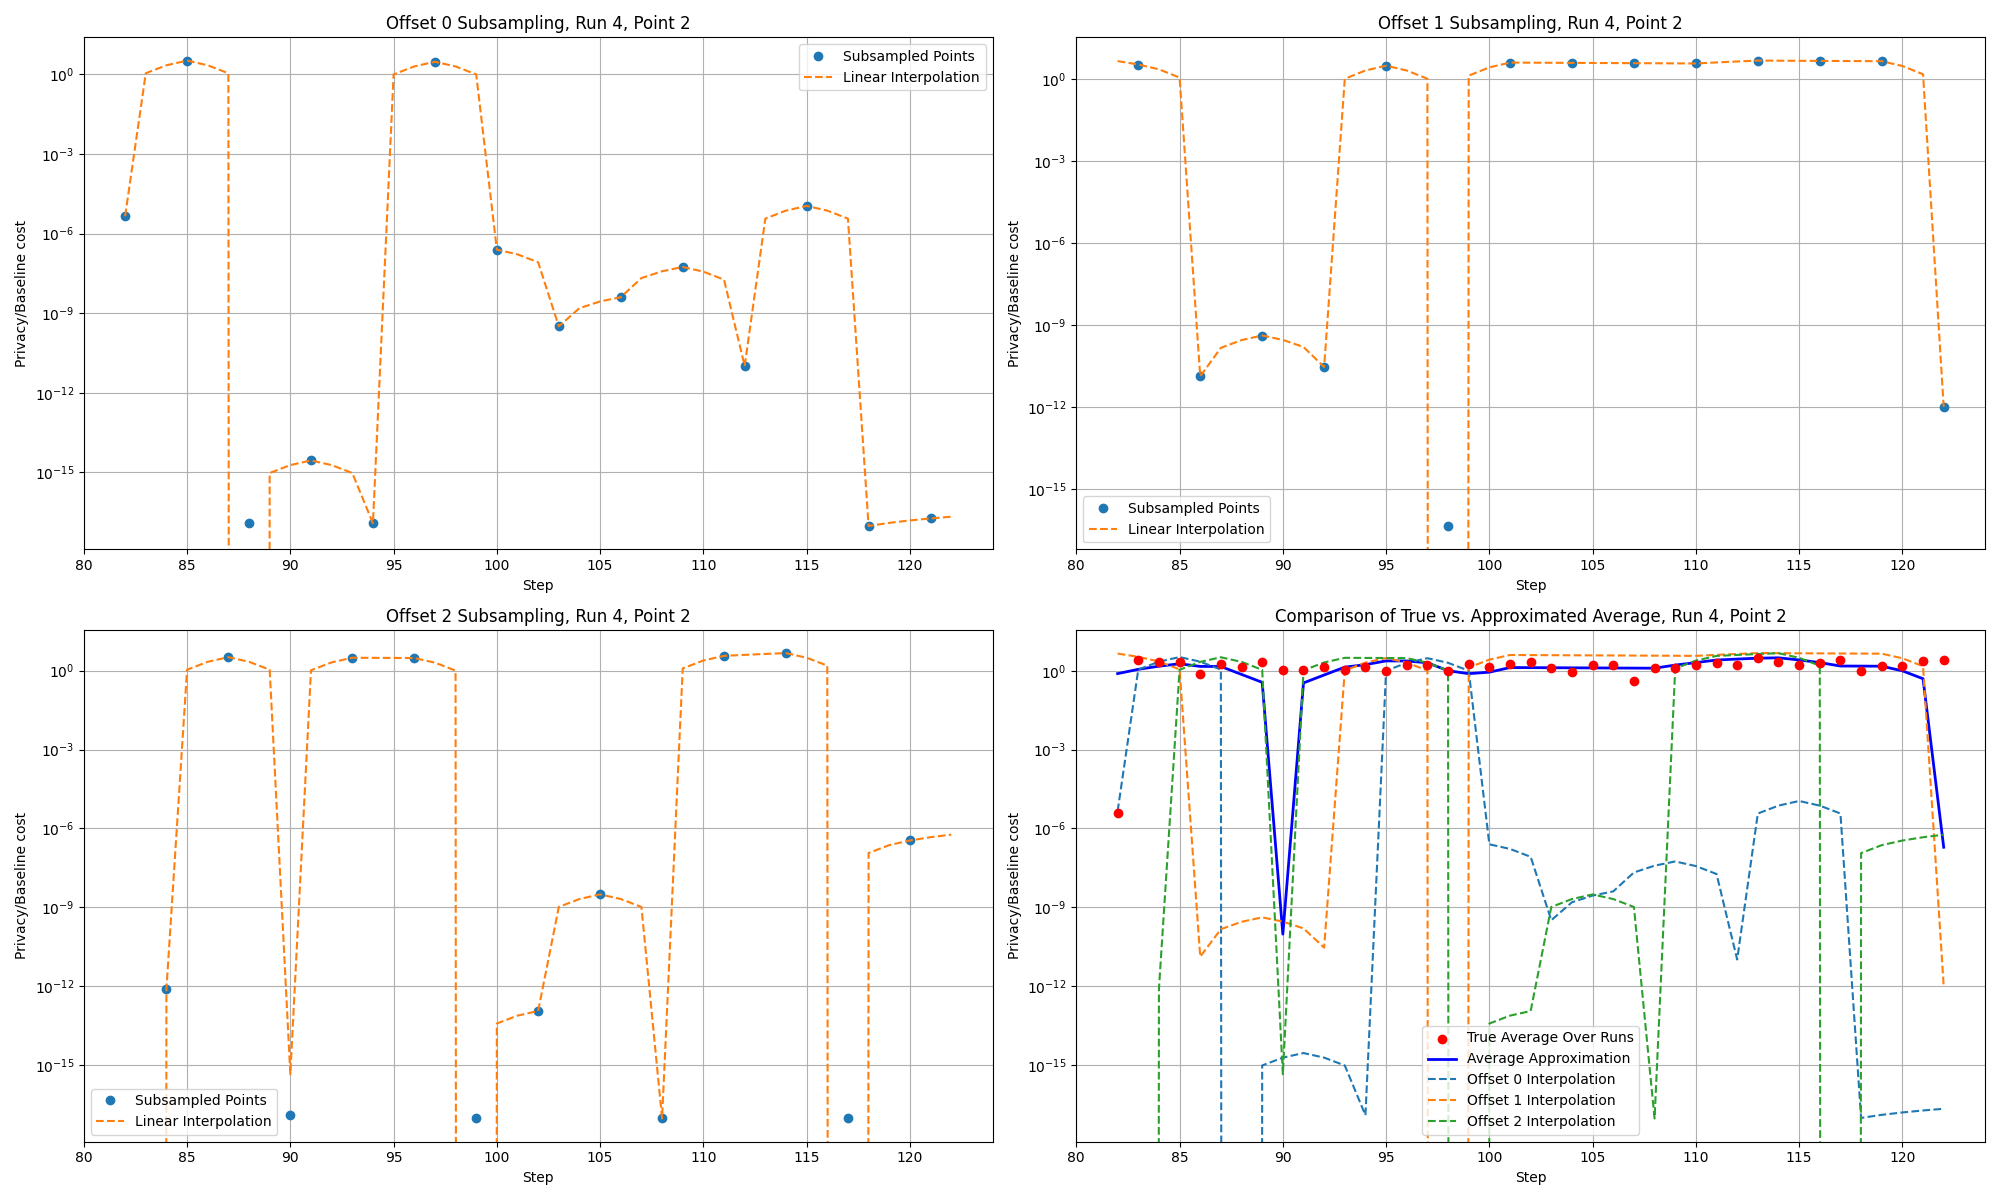 Offset 0 Subsampling, Run 4, Point 2
Subsampled Points
Linear Interpolation
Privacy/Baseline cost
10^0
10^-3
10^-6
10^-9
10^-12
10^-15
80 85 90 95 100 105 110 115 120
Step
Offset 1 Subsampling, Run 4, Point 2
Privacy/Baseline cost
10^0
10^-3
10^-6
10^-9
10^-12
10^-15
Subsampled Points
Linear Interpolation
80 85 90 95 100 105 110 115 120
Step
Offset 2 Subsampling, Run 4, Point 2
Privacy/Baseline cost
10^0
10^-3
10^-6
10^-9
10^-12
10^-15
Subsampled Points
Linear Interpolation
80 85 90 95 100 105 110 115 120
Step
Comparison of True vs. Approximated Average, Run 4, Point 2
Privacy/Baseline cost
10^0
10^-3
10^-6
10^-9
10^-12
10^-15
True Average Over Runs
Average Approximation
Offset 0 Interpolation
Offset 1 Interpolation
Offset 2 Interpolation
80 85 90 95 100 105 110 115 120
Step